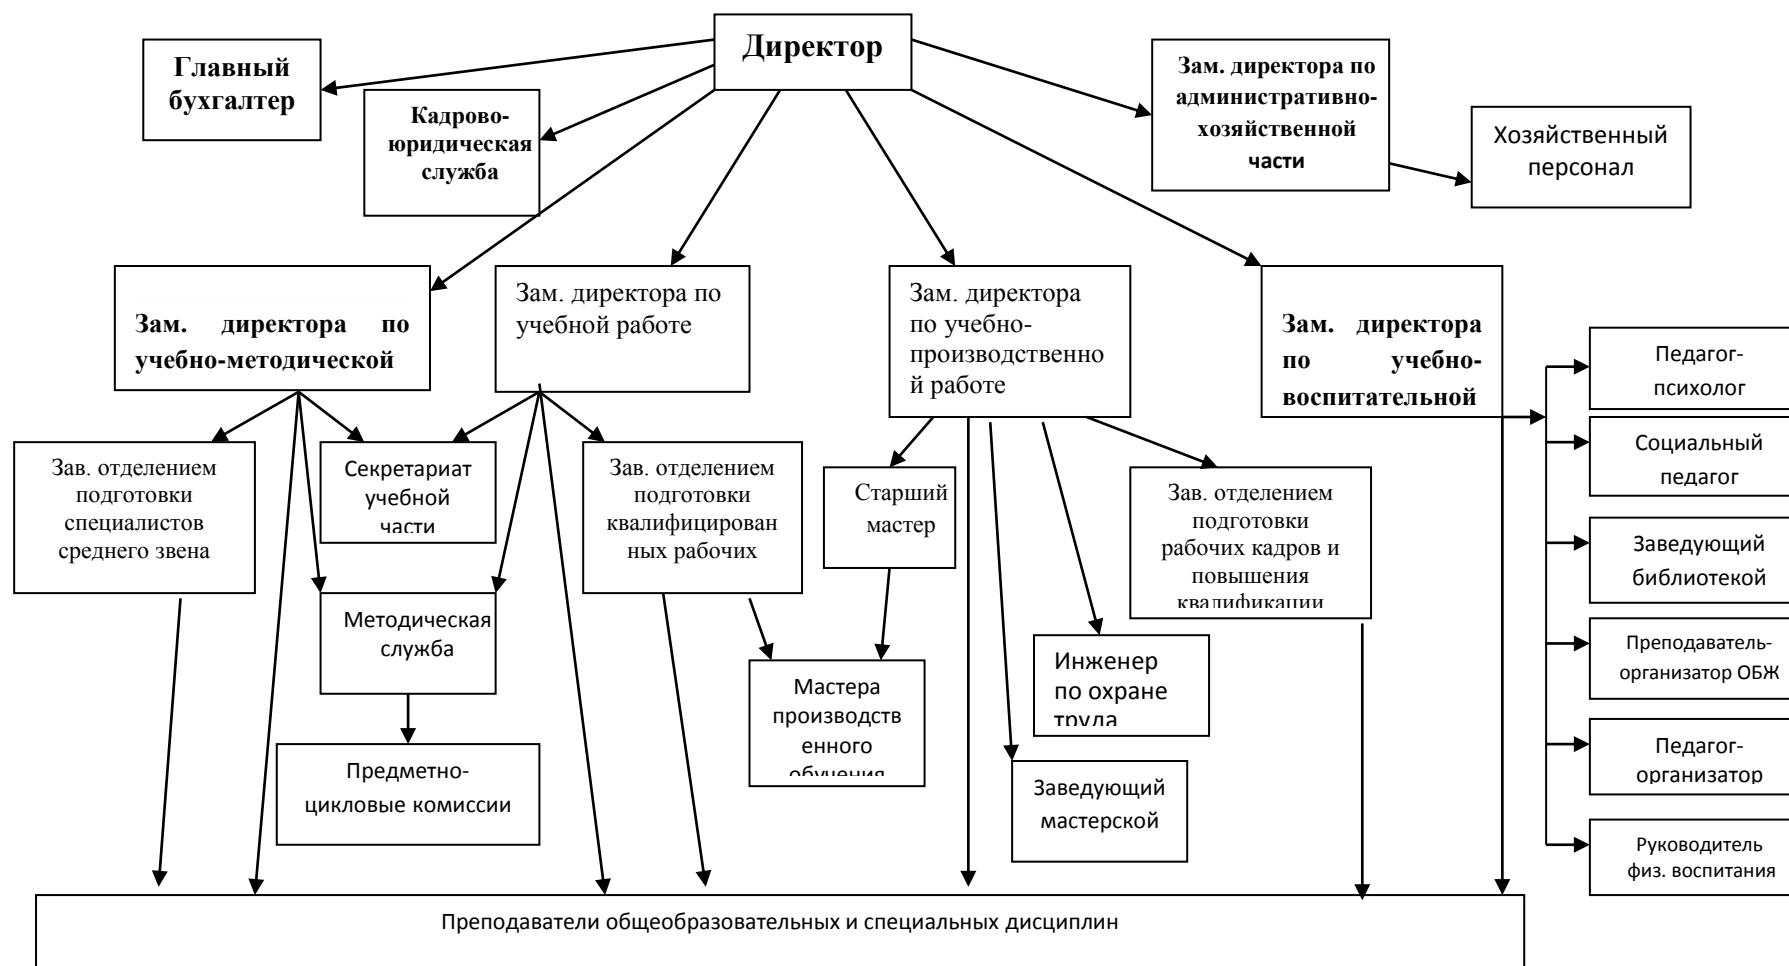 Директор
Главный
бухгалтер
Кадрово-
юридическая
служба
Зам. директора по
административно-
хозяйственной
части
Хозяйственный
персонал
Зам. директора по
учебно-методической
Зам. директора по
учебной работе
Зам. директора
по учебно-
производственно
й работе
Зам. директора
по учебно-
воспитательной
Педагог-
психолог
Социальный
педагог
Заведующий
библиотекой
Преподаватель-
организатор ОБЖ
Педагог-
организатор
Руководитель
физ. воспитания
Зав. отделением
подготовки
специалистов
среднего звена
Секретариат
учебной
части
Зав. отделением
подготовки
квалифицирован
ных рабочих
Старший
мастер
Зав. отделением
подготовки
рабочих кадров и
повышения
квалификации
Методическая
служба
Мастера
производств
енного
обучения
Инженер
по охране
труда
Предметно-
цикловые комиссии
Заведующий
мастерской
Преподаватели общеобразовательных и специальных дисциплин